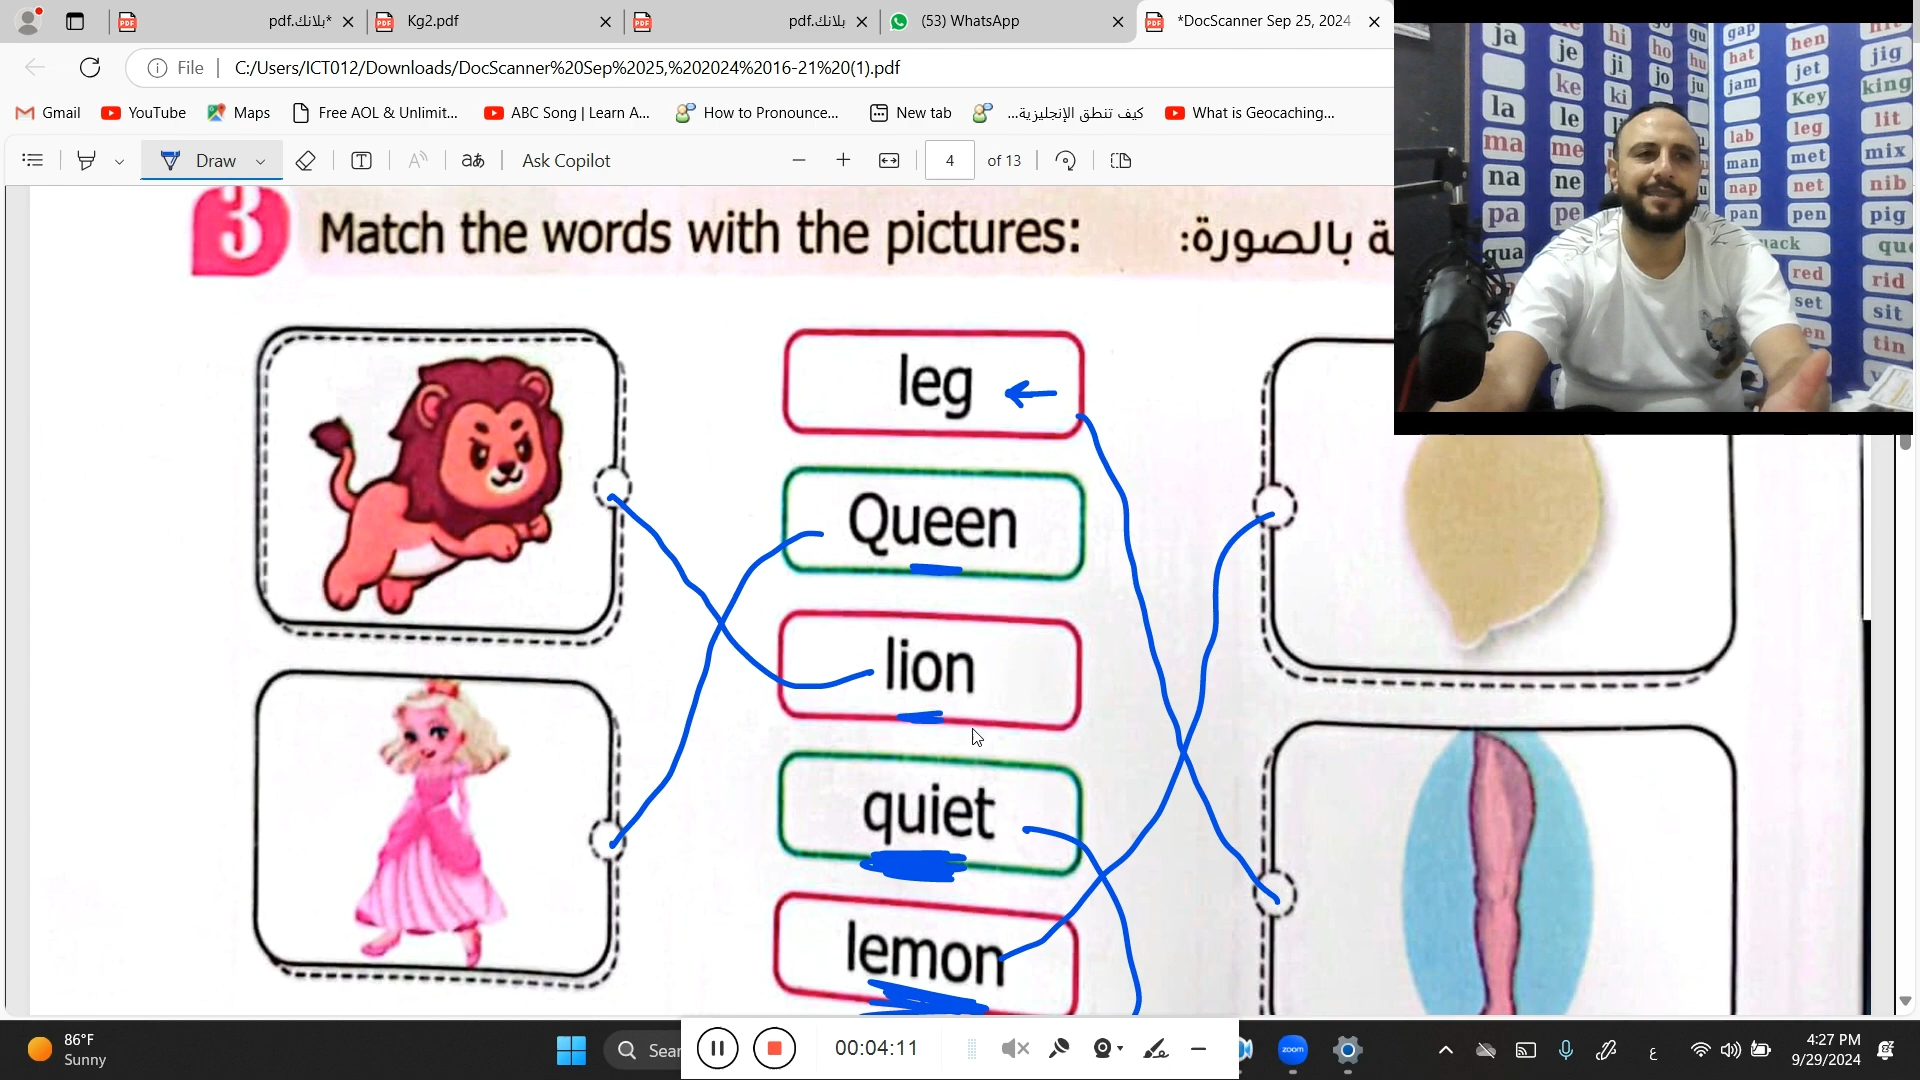 *بلانك.pdf
Kg2.pdf
بلانك.pdf
(53) WhatsApp
*DocScanner Sep 25, 2024
File
C:/Users/ICT012/Downloads/DocScanner%20Sep%2025,%202024%2016-21%20(1).pdf
Gmail
YouTube
Maps
Free AOL & Unlimit...
ABC Song | Learn A...
How to Pronounce...
New tab
كيف تنطق الإنجليزية...
What is Geocaching...
Draw
aあ
Ask Copilot
4 of 13
3 Match the words with the pictures:
ة بالصورة:
leg
Queen
lion
quiet
lemon
ja
je
hi
ji
ho
jo
gu
hu
ju
gap
hat
jam
hen
jet
Key
jig
king
ke
ki
la
le
lab
leg
lit
ma
me
man
met
mix
na
ne
nap
net
nib
pa
pe
pan
pen
pig
qua
red
rid
set
sit
tin
86°F
Sunny
00:04:11
zoom
ع
4:27 PM
9/29/2024